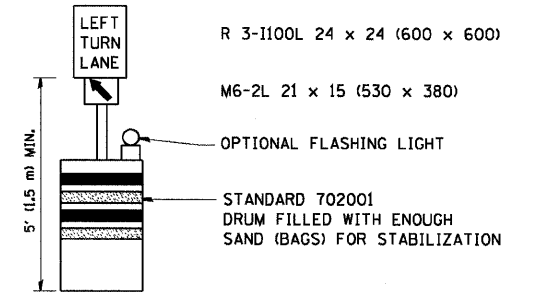 LEFT
TURN
LANE
R 3-I100L 24 x 24 (600 x 600)
M6-2L 21 x 15 (530 x 380)
OPTIONAL FLASHING LIGHT
5' (1.5 m) MIN.
STANDARD 702001
DRUM FILLED WITH ENOUGH
SAND (BAGS) FOR STABILIZATION